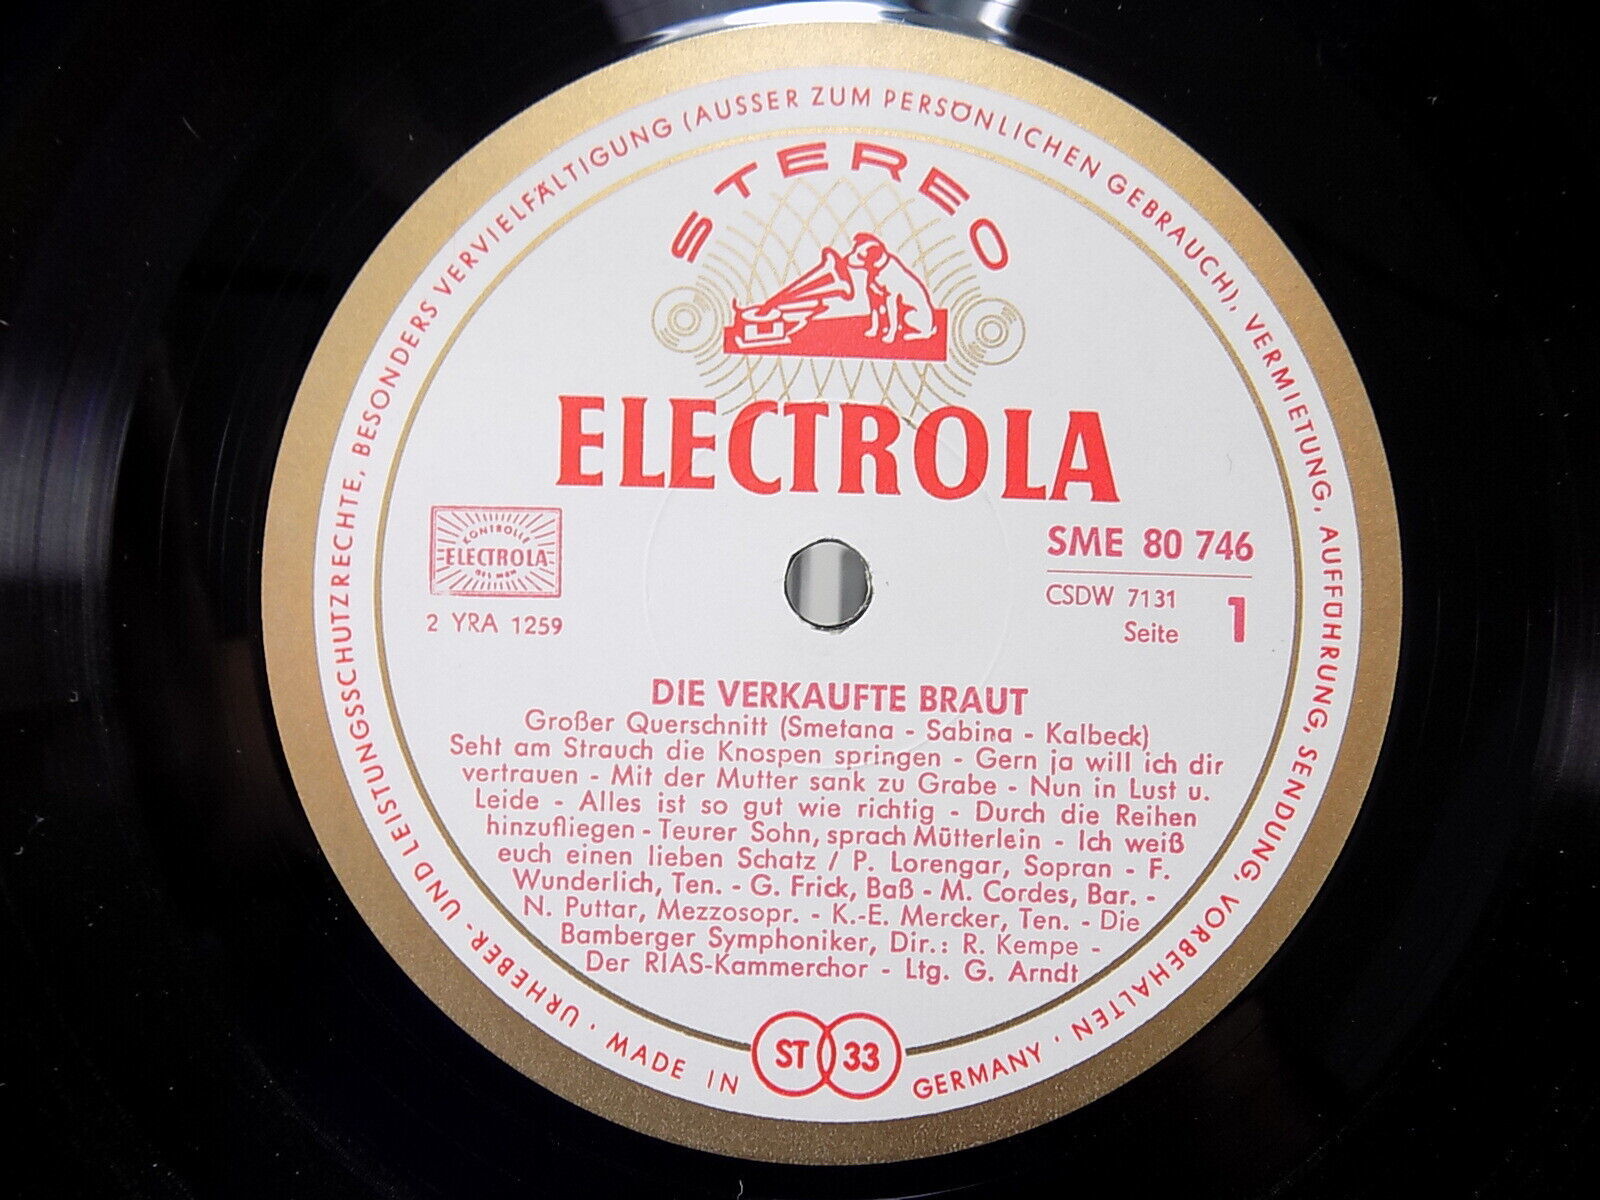 URHEBER- UND LEISTUNGSSCHUTZRECHTE, BESONDERS VERVIELFÄLTIGUNG (AUSSER ZUM PERSÖNLICHEN GEBRAUCH), VERMIETUNG, AUFFÜHRUNG, SENDUNG, VORBEHALTEN · MADE IN GERMANY ·
STEREO
ELECTROLA
KONTROLLE
ELECTROLA
SME 80 746
CSDW 7131
Seite 1
2 YRA 1259
DIE VERKAUFTE BRAUT
Großer Querschnitt (Smetana - Sabina - Kalbeck)
Seht am Strauch die Knospen springen - Gern ja will ich dir
vertrauen - Mit der Mutter sank zu Grabe - Nun in Lust u.
Leide - Alles ist so gut wie richtig - Durch die Reihen
hinzufliegen - Teurer Sohn, sprach Mütterlein - Ich weiß
euch einen lieben Schatz / P. Lorengar, Sopran - F.
Wunderlich, Ten. - G. Frick, Baß - M. Cordes, Bar. -
N. Puttar, Mezzosopr. - K.-E. Mercker, Ten. - Die
Bamberger Symphoniker, Dir.: R. Kempe -
Der RIAS-Kammerchor - Ltg. G. Arndt
ST 33